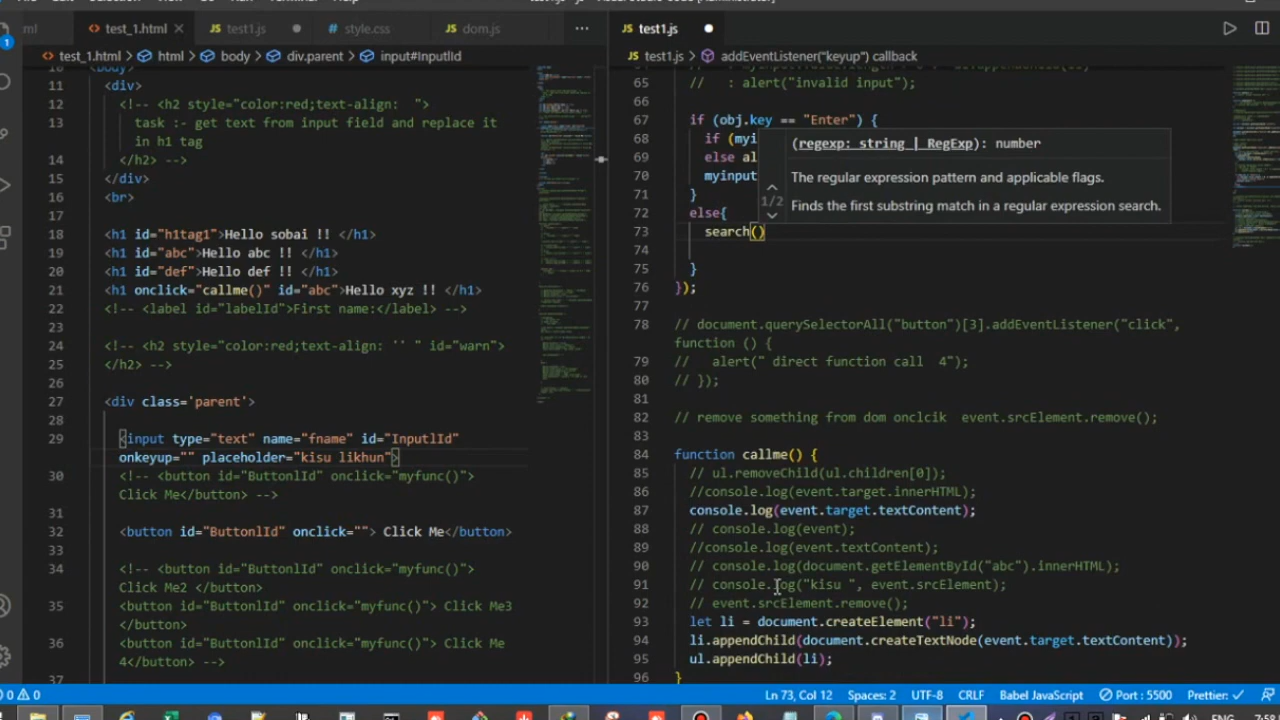 test_1.html
test1.js
style.css
dom.js
test1.js
test_1.html > html > body > div.parent > input#InputlId
test1.js > addEventListener("keyup") callback
1
11 <div>
12 <!-- <h2 style="color:red;text-align:  ">
13 task :- get text from input field and replace it
in h1 tag
14 </h2> -->
15 </div>
16 <br>
17
18 <h1 id="h1tag1">Hello sobai !! </h1>
19 <h1 id="abc">Hello abc !! </h1>
20 <h1 id="def">Hello def !! </h1>
21 <h1 onclick="callme()" id="abc">Hello xyz !! </h1>
22 <!-- <label id="labelId">First name:</label> -->
23
24 <!-- <h2 style="color:red;text-align: '' " id="warn">
25 </h2> -->
26
27 <div class='parent'>
28
29 <input type="text" name="fname" id="InputlId"
onkeyup="" placeholder="kisu likhun">
30 <!-- <button id="ButtonlId" onclick="myfunc()">
Click Me</button> -->
31
32 <button id="ButtonlId" onclick=""> Click Me</button>
33
34 <!-- <button id="ButtonlId" onclick="myfunc()">
Click Me2 </button>
35 <button id="ButtonlId" onclick="myfunc()"> Click Me3
</button>
36 <button id="ButtonlId" onclick="myfunc()"> Click Me
4</button> -->
37
65 //   : alert("invalid input");
66
67 if (obj.key == "Enter") {
68 if (myi
69 else al
70 myinput
71 }
72 else{
73 search()
74
75 }
76 });
77
78 // document.querySelectorAll("button")[3].addEventListener("click",
function () {
79 //   alert(" direct function call  4");
80 // });
81
82 // remove something from dom onclcik  event.srcElement.remove();
83
84 function callme() {
85 // ul.removeChild(ul.children[0]);
86 //console.log(event.target.innerHTML);
87 console.log(event.target.textContent);
88 // console.log(event);
89 //console.log(event.textContent);
90 // console.log(document.getElementById("abc").innerHTML);
91 // console.log("kisu ", event.srcElement);
92 // event.srcElement.remove();
93 let li = document.createElement("li");
94 li.appendChild(document.createTextNode(event.target.textContent));
95 ul.appendChild(li);
96 }
(regexp: string | RegExp): number
1/2
The regular expression pattern and applicable flags.
Finds the first substring match in a regular expression search.
0 0
Ln 73, Col 12
Spaces: 2
UTF-8
CRLF
Babel JavaScript
Port : 5500
Prettier: ✓